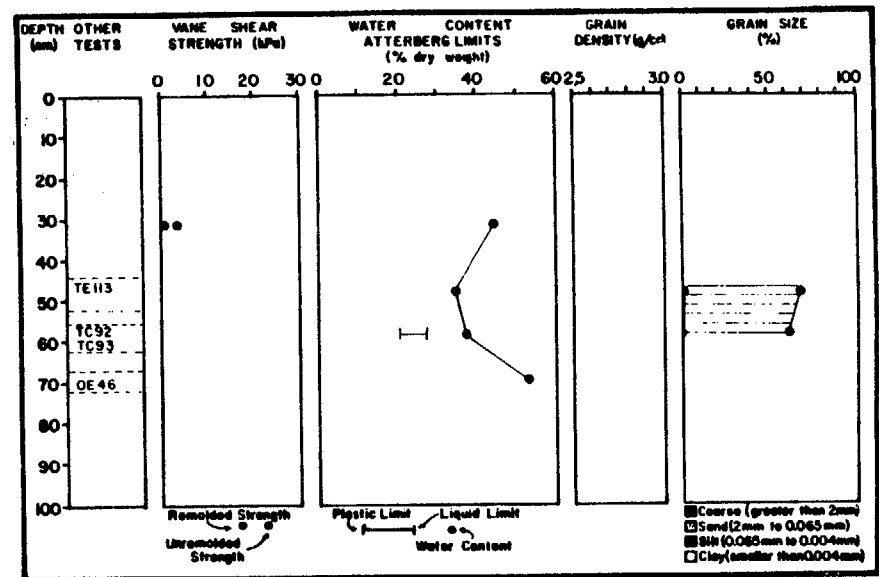 DEPTH OTHER VANE SHEAR WATER CONTENT GRAIN GRAIN SIZE
(cm) TESTS STRENGTH (kPa) ATTERBERG LIMITS DENSITY (g/cc) (%)
(% dry weight)
0 10 20 30 0 20 40 60 2.5 3.0 0 50 100
0
10
20
30
40
TE113
50
TC92
60
TC93
70
OE46
80
90
100
Remolded Strength
Unremolded
Strength
Plastic Limit Liquid Limit
Water Content
Coarse (greater than 2mm)
Sand (2mm to 0.065mm)
Silt (0.065mm to 0.004mm)
Clay (smaller than 0.004mm)